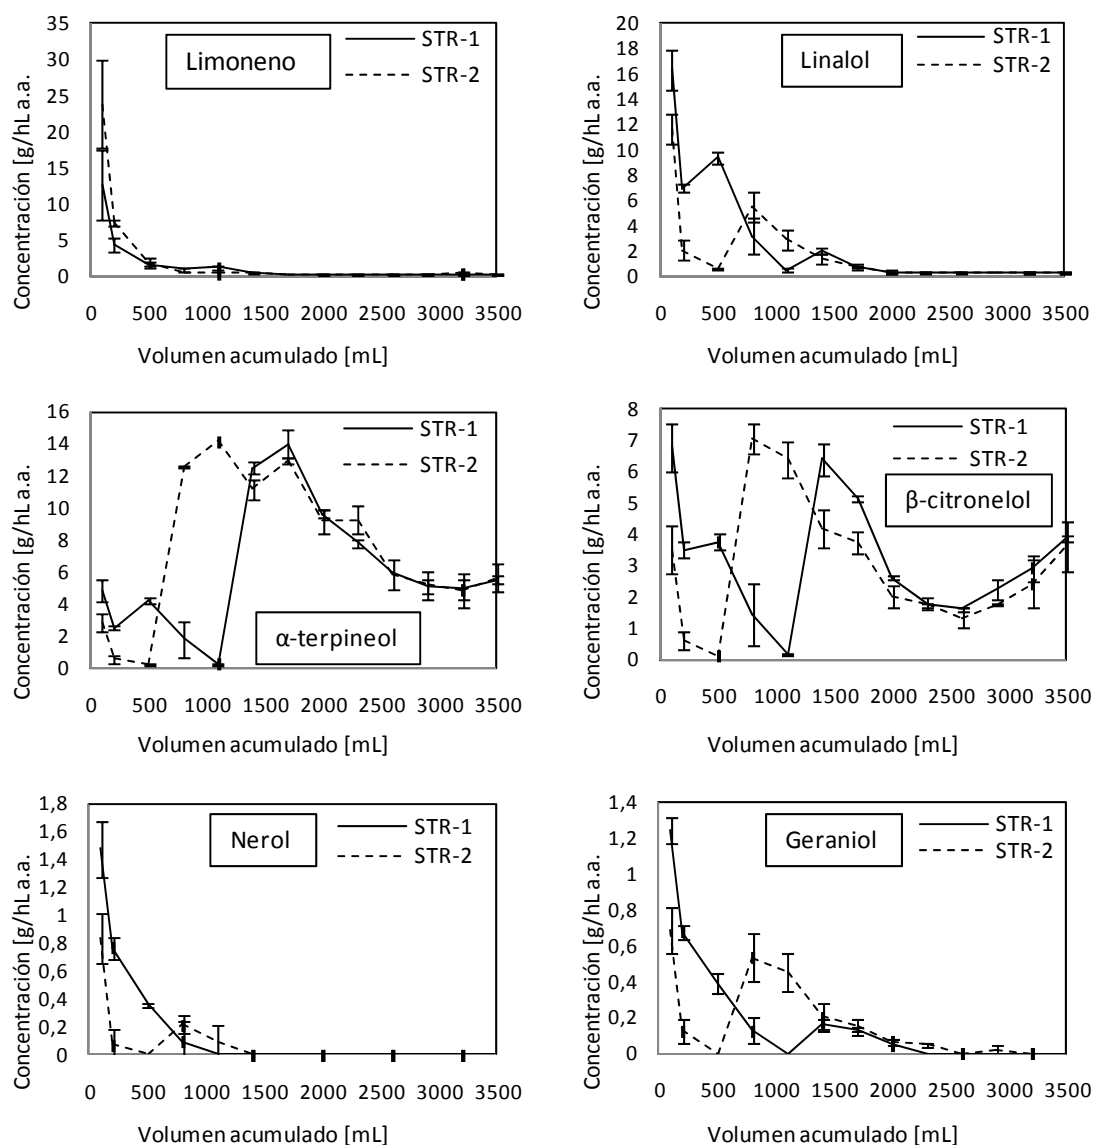 Limoneno
STR-1
STR-2
Concentración [g/hL a.a.
35
30
25
20
15
10
5
0
0 500 1000 1500 2000 2500 3000 3500
Volumen acumulado [mL]
Linalol
STR-1
STR-2
Concentración [g/hL a.a.
20
18
16
14
12
10
8
6
4
2
0
0 500 1000 1500 2000 2500 3000 3500
Volumen acumulado [mL]
α-terpineol
STR-1
STR-2
Concentración [g/hL a.a.
16
14
12
10
8
6
4
2
0
0 500 1000 1500 2000 2500 3000 3500
Volumen acumulado [mL]
β-citronelol
STR-1
STR-2
Concentración [g/hL a.a.
8
7
6
5
4
3
2
1
0
0 500 1000 1500 2000 2500 3000 3500
Volumen acumulado [mL]
Nerol
STR-1
STR-2
Concentración [g/hL a.a.
1,8
1,6
1,4
1,2
1
0,8
0,6
0,4
0,2
0
0 500 1000 1500 2000 2500 3000 3500
Volumen acumulado [mL]
Geraniol
STR-1
STR-2
Concentración [g/hL a.a.
1,4
1,2
1
0,8
0,6
0,4
0,2
0
0 500 1000 1500 2000 2500 3000 3500
Volumen acumulado [mL]